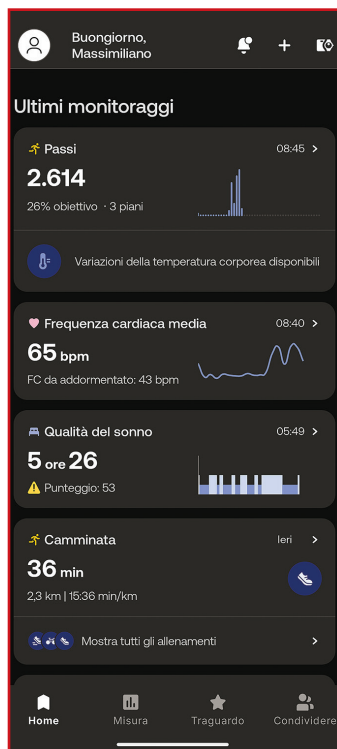 Buongiorno,
Massimiliano
Ultimi monitoraggi
Passi 08:45
2.614
26% obiettivo · 3 piani
Variazioni della temperatura corporea disponibili
Frequenza cardiaca media 08:40
65 bpm
FC da addormentato: 43 bpm
Qualità del sonno 05:49
5 ore 26
Punteggio: 53
Camminata Ieri
36 min
2,3 km | 15:36 min/km
Mostra tutti gli allenamenti
Home Misura Traguardo Condividere